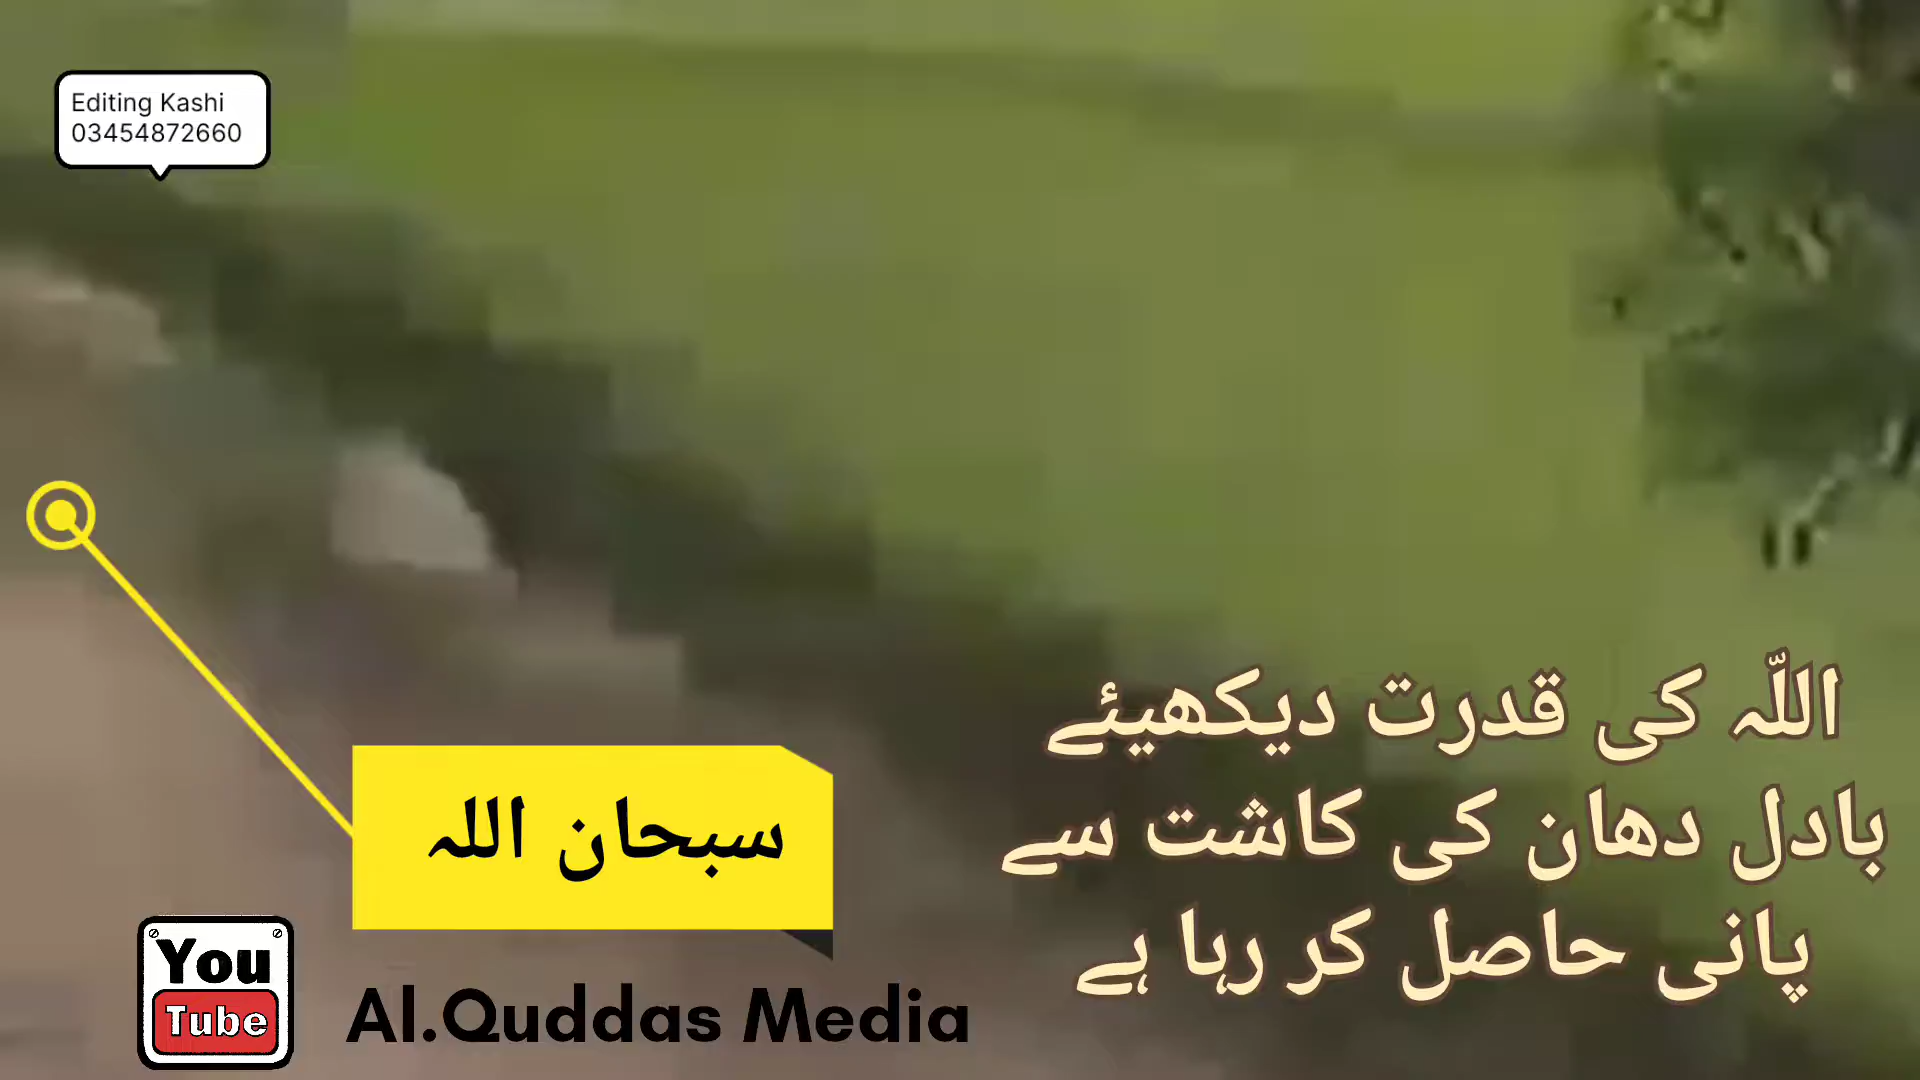 Editing Kashi
03454872660
اللّٰہ کی قدرت دیکھیئے
بادل دھان کی کاشت سے
پانی حاصل کر رہا ہے
سبحان اللہ
You
Tube
Al.Quddas Media